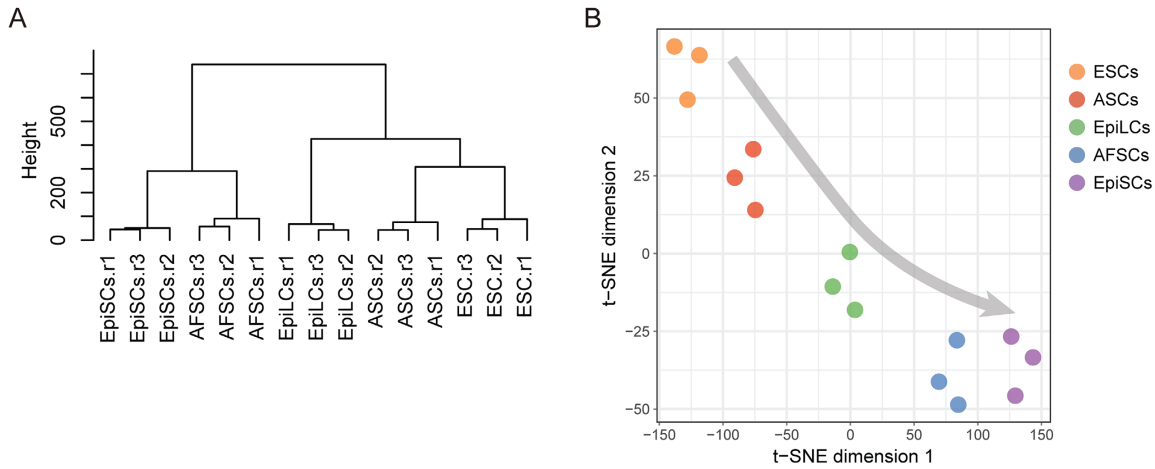 A
Height
500
200
0
EpiSCs.r1
EpiSCs.r3
EpiSCs.r2
AFSCs.r3
AFSCs.r2
AFSCs.r1
EpiLCs.r1
EpiLCs.r3
EpiLCs.r2
ASCs.r2
ASCs.r3
ASCs.r1
ESC.r3
ESC.r2
ESC.r1
B
t−SNE dimension 2
50
25
0
−25
−50
−150 −100 −50 0 50 100 150
t−SNE dimension 1
ESCs
ASCs
EpiLCs
AFSCs
EpiSCs